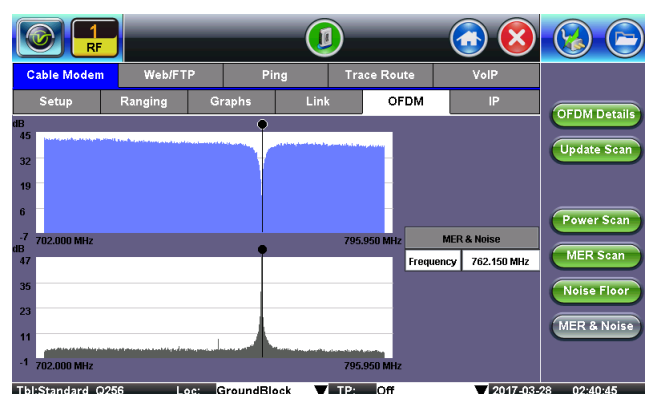 1
RF
Cable Modem Web/FTP Ping Trace Route VoIP
Setup Ranging Graphs Link OFDM IP
OFDM Details
Update Scan
Power Scan
MER Scan
Noise Floor
MER & Noise
dB
45
32
19
6
-7
702.000 MHz 795.950 MHz
dB
47
35
23
11
-1
702.000 MHz 795.950 MHz
MER & Noise
Frequency 762.150 MHz
Tbl:Standard_Q256 Loc: GroundBlock TP: Off 2017-03-28 02:40:45